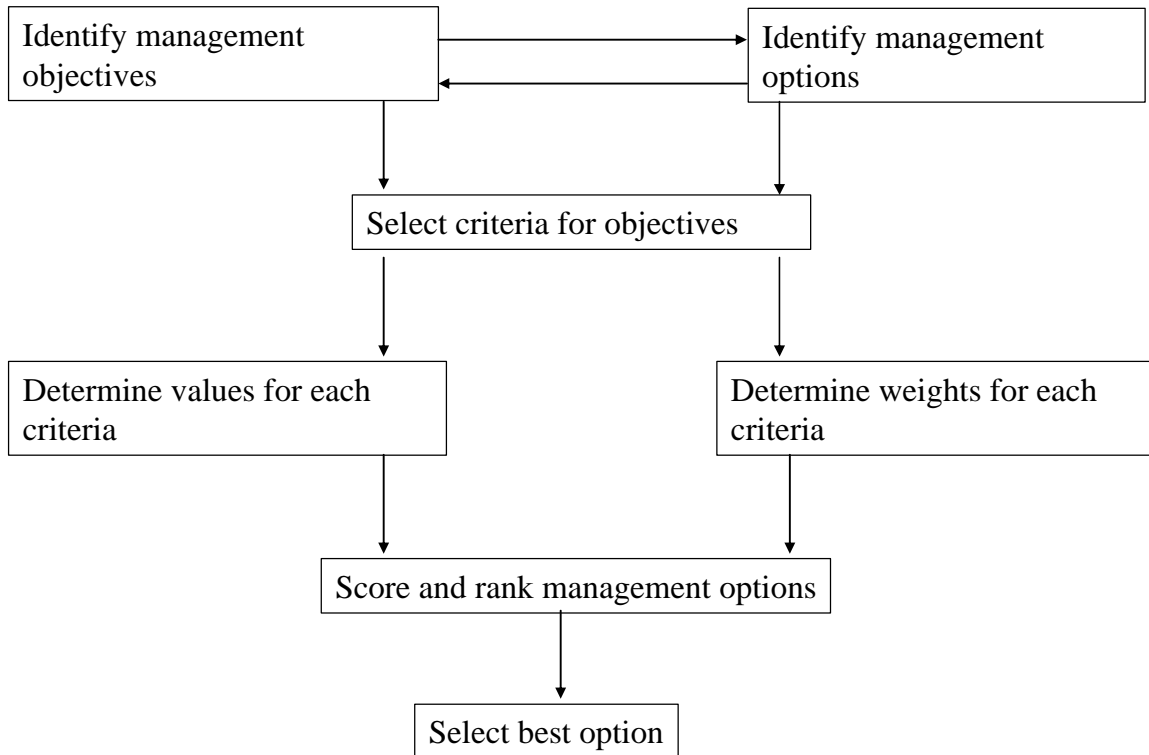 Identify management
objectives
Identify management
options
Select criteria for objectives
Determine values for each
criteria
Determine weights for each
criteria
Score and rank management options
Select best option